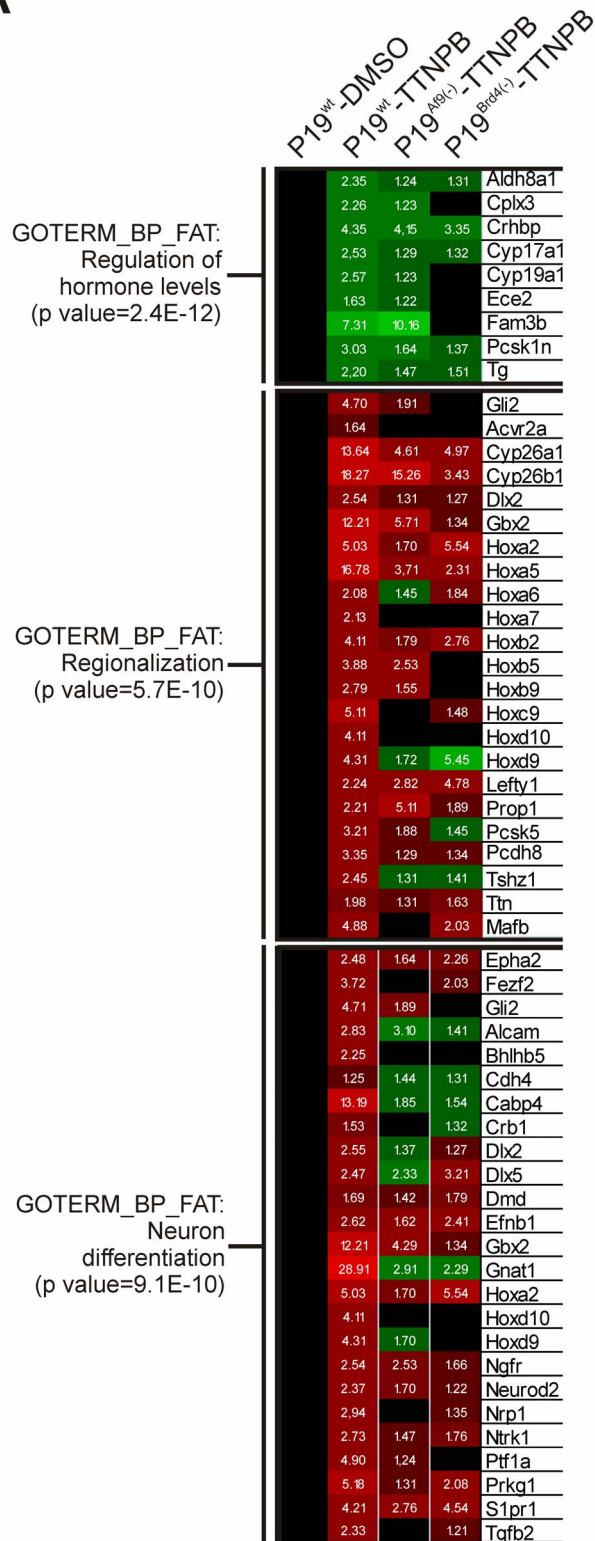 P19wt-DMSO
P19wt-TTNPB
P19Af9(-)-TTNPB
P19Brd4(-)-TTNPB
GOTERM_BP_FAT:
Regulation of
hormone levels
(p value=2.4E-12)
2.35 1.24 1.31 Aldh8a1
2.26 1.23 Cplx3
4.35 4,15 3.35 Crhbp
2,53 1.29 1.32 Cyp17a1
2.57 1.23 Cyp19a1
1.63 1.22 Ece2
7.31 10.16 Fam3b
3.03 1.64 1.37 Pcsk1n
2,20 1.47 1.51 Tg
GOTERM_BP_FAT:
Regionalization
(p value=5.7E-10)
4.70 1.91 Gli2
1.64 Acvr2a
13.64 4.61 4.97 Cyp26a1
18.27 15.26 3.43 Cyp26b1
2.54 1.31 1.27 Dlx2
12.21 5.71 1.34 Gbx2
5.03 1.70 5.54 Hoxa2
16.78 3,71 2.31 Hoxa5
2.08 1.45 1.84 Hoxa6
2.13 Hoxa7
4.11 1.79 2.76 Hoxb2
3.88 2.53 Hoxb5
2.79 1.55 Hoxb9
5.11 1.48 Hoxc9
4.11 Hoxd10
4.31 1.72 5.45 Hoxd9
2.24 2.82 4.78 Lefty1
2.21 5.11 1,89 Prop1
3.21 1.88 1.45 Pcsk5
3.35 1.29 1.34 Pcdh8
2.45 1.31 1.41 Tshz1
1.98 1.31 1.63 Ttn
4.88 2.03 Mafb
GOTERM_BP_FAT:
Neuron
differentiation
(p value=9.1E-10)
2.48 1.64 2.26 Epha2
3.72 2.03 Fezf2
4.71 1.89 Gli2
2.83 3.10 1.41 Alcam
2.25 Bhlhb5
1.25 1.44 1.31 Cdh4
13.19 1.85 1.54 Cabp4
1.53 1.32 Crb1
2.55 1.37 1.27 Dlx2
2.47 2.33 3.21 Dlx5
1.69 1.42 1.79 Dmd
2.62 1.62 2.41 Efnb1
12.21 4.29 1.34 Gbx2
28.91 2.91 2.29 Gnat1
5.03 1.70 5.54 Hoxa2
4.11 Hoxd10
4.31 1.70 Hoxd9
2.54 2.53 1.66 Ngfr
2.37 1.70 1.22 Neurod2
2,94 1.35 Nrp1
2.73 1.47 1.76 Ntrk1
4.90 1,24 Ptf1a
5.18 1.31 2.08 Prkg1
4.21 2.76 4.54 S1pr1
2.33 1.21 Tgfb2